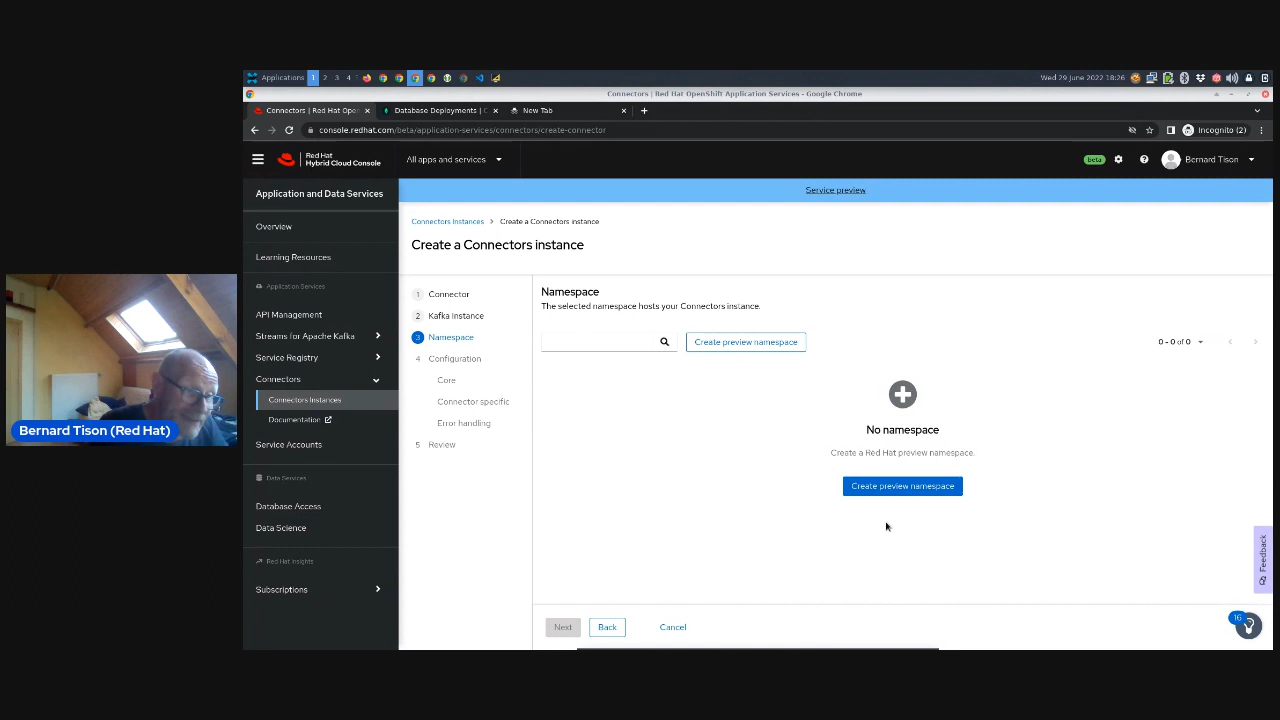 Applications 1 2 3 4
Wed 29 June 2022 18:26
Connectors | Red Hat OpenShift Application Services - Google Chrome
Connectors | Red Hat Open
Database Deployments | C
New Tab
console.redhat.com/beta/application-services/connectors/create-connector
Incognito (2)
Red Hat
Hybrid Cloud Console
All apps and services
beta
Bernard Tison
Application and Data Services
Service preview
Overview
Learning Resources
Application Services
API Management
Streams for Apache Kafka
Service Registry
Connectors
Connectors Instances
Documentation
Service Accounts
Data Services
Database Access
Data Science
Red Hat Insights
Subscriptions
Connectors Instances > Create a Connectors instance
Create a Connectors instance
1 Connector
2 Kafka Instance
3 Namespace
4 Configuration
Core
Connector specific
Error handling
5 Review
Namespace
The selected namespace hosts your Connectors instance.
Create preview namespace
0 - 0 of 0
No namespace
Create a Red Hat preview namespace.
Create preview namespace
Feedback
Next
Back
Cancel
16
Bernard Tison (Red Hat)